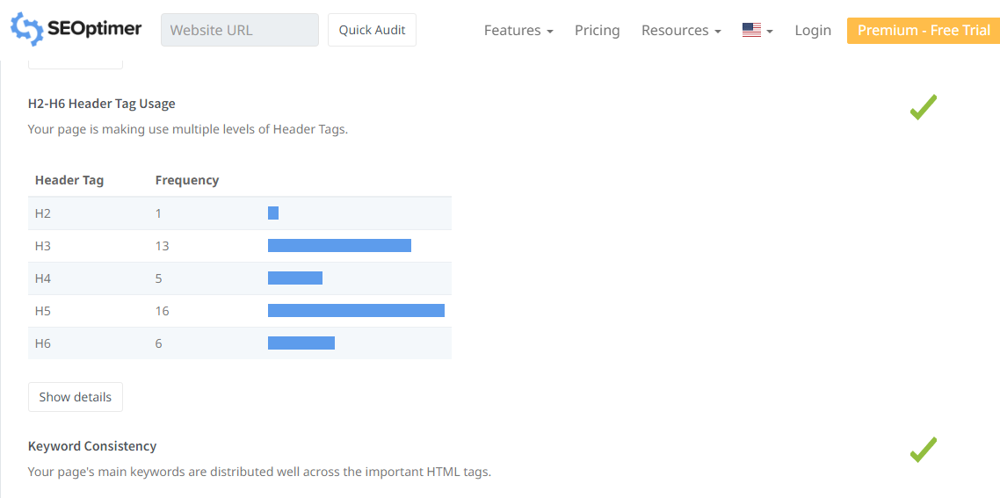 SEOptimer Website URL Quick Audit Features Pricing Resources Login Premium - Free Trial
H2-H6 Header Tag Usage
Your page is making use multiple levels of Header Tags.
Header Tag Frequency
H2 1
H3 13
H4 5
H5 16
H6 6
Show details
Keyword Consistency
Your page's main keywords are distributed well across the important HTML tags.